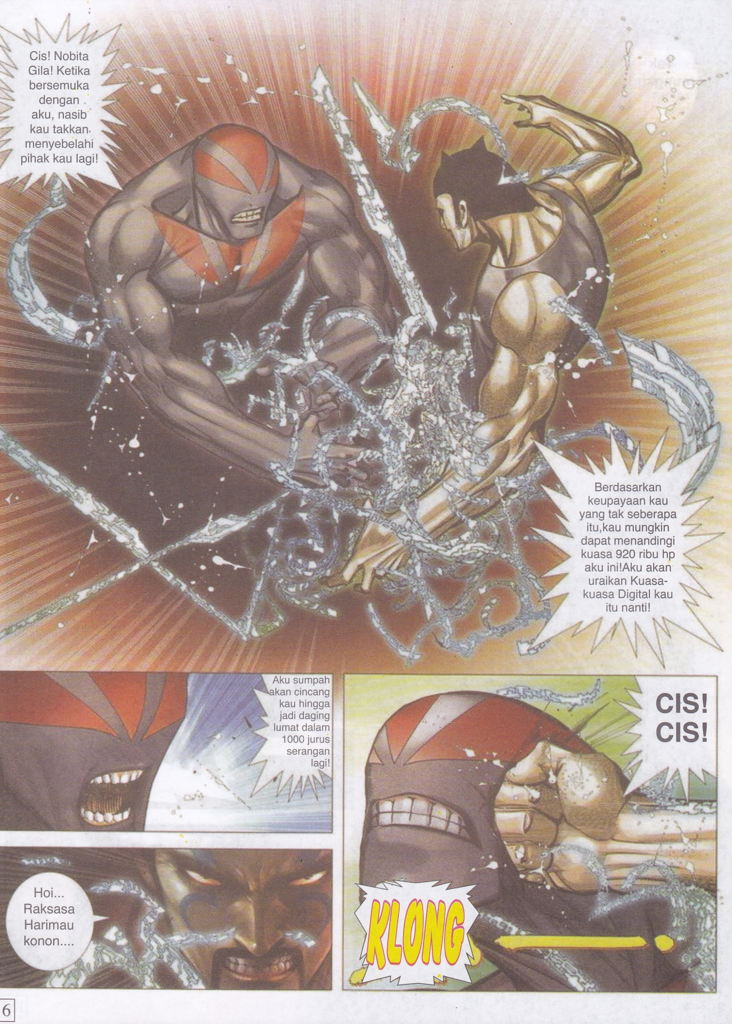 Cis! Nobita
Gila! Ketika
bersemuka
dengan
aku, nasib
kau takkan
menyebelahi
pihak kau lagi!
Berdasarkan
keupayaan kau
yang tak seberapa
itu,kau mungkin
dapat menandingi
kuasa 920 ribu hp
aku ini!Aku akan
uraikan Kuasa-
kuasa Digital kau
itu nanti!
Aku sumpah
akan cincang
kau hingga
jadi daging
lumat dalam
1000 jurus
serangan
lagi!
CIS!
CIS!
Hoi...
Raksasa
Harimau
konon....
KLONG
6